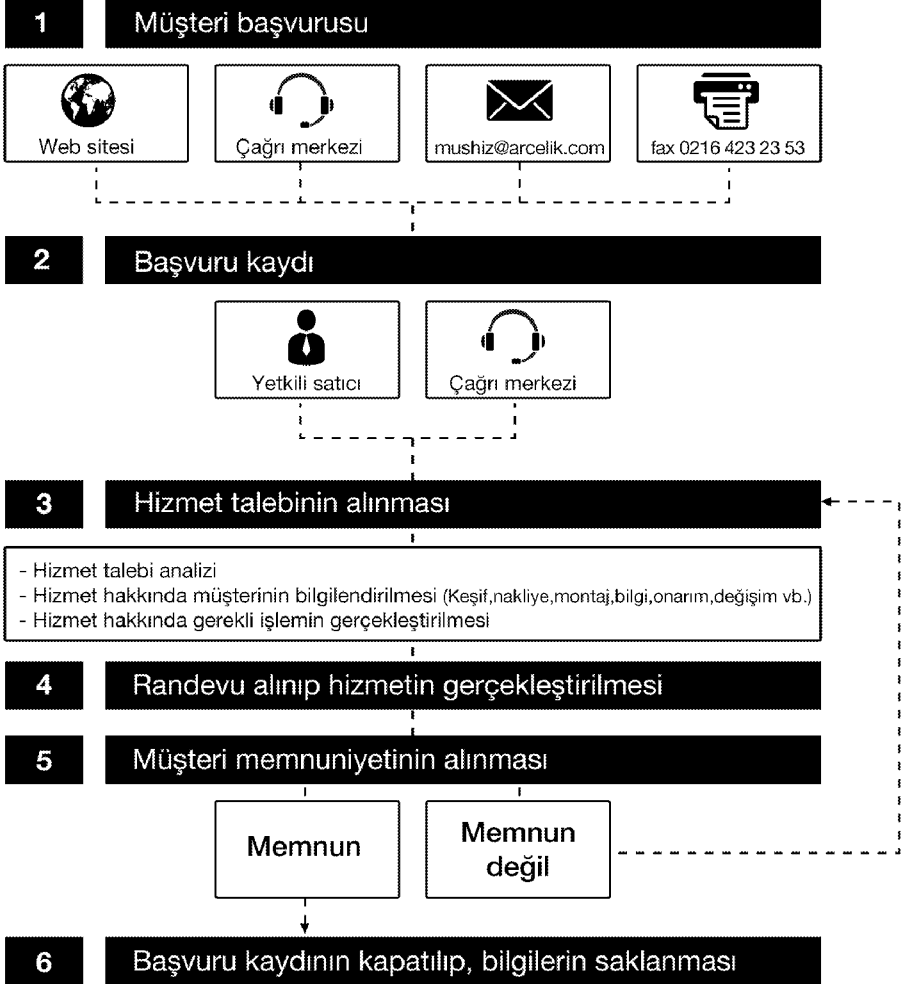 1 Müşteri başvurusu
Web sitesi
Çağrı merkezi
mushiz@arcelik.com
fax 0216 423 23 53
2 Başvuru kaydı
Yetkili satıcı
Çağrı merkezi
3 Hizmet talebinin alınması
- Hizmet talebi analizi
- Hizmet hakkında müşterinin bilgilendirilmesi (Keşif,nakliye,montaj,bilgi,onarım,değişim vb.)
- Hizmet hakkında gerekli işlemin gerçekleştirilmesi
4 Randevu alınıp hizmetin gerçekleştirilmesi
5 Müşteri memnuniyetinin alınması
Memnun
Memnun
değil
6 Başvuru kaydının kapatılıp, bilgilerin saklanması